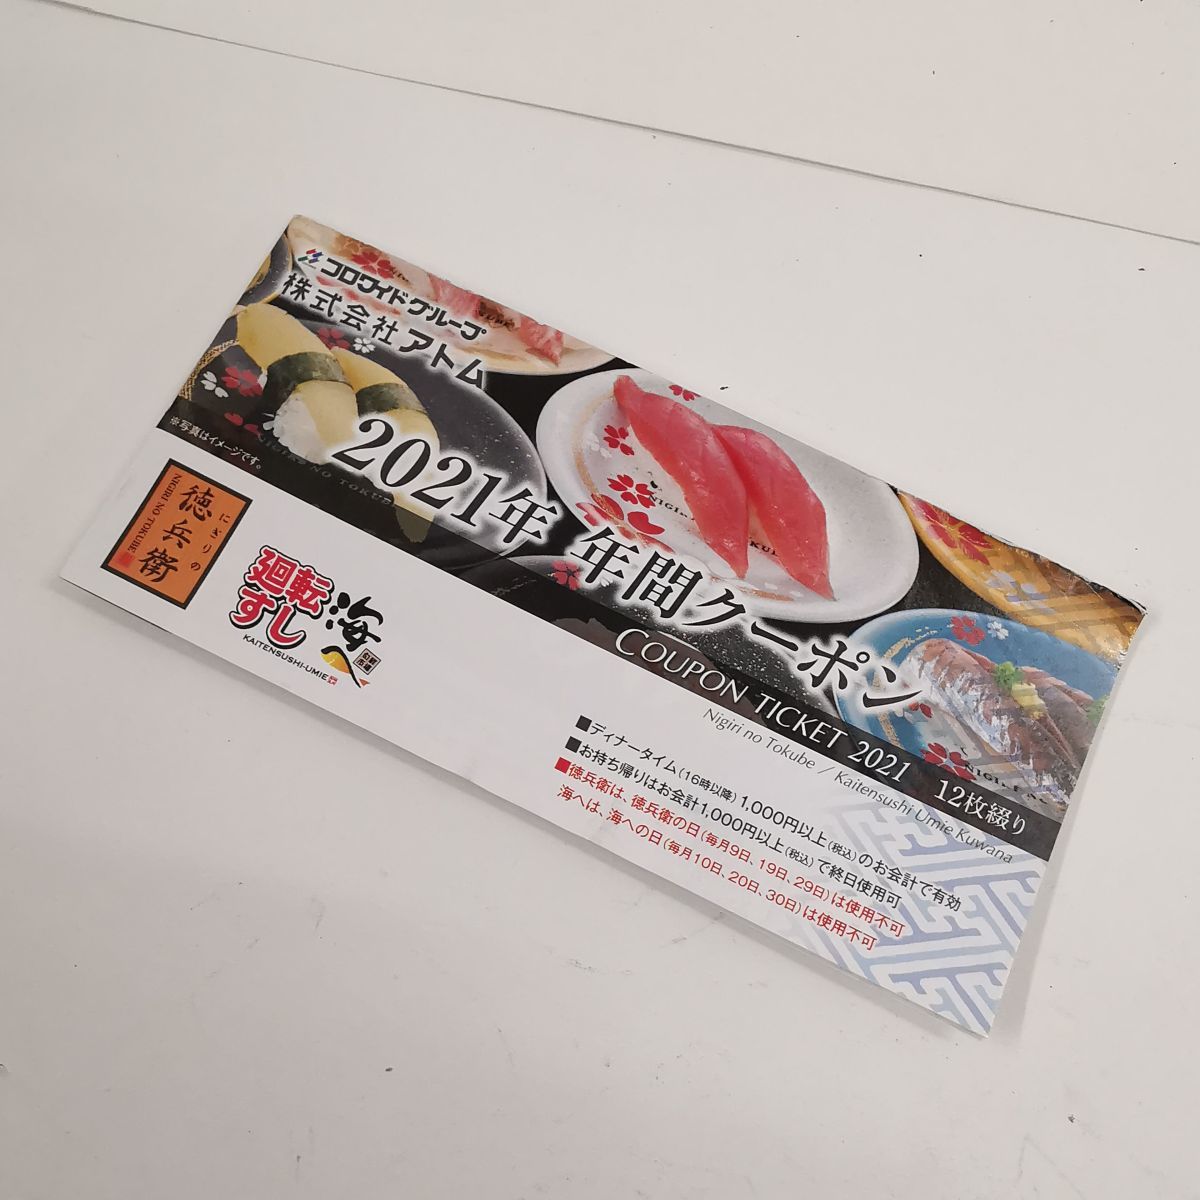 コロワイドグループ
株式会社アトム
※写真はイメージです。
2021年 年間クーポン
COUPON TICKET 2021 12枚綴り
Nigiri no Tokube / Kaitensushi Umie Kuwana
にぎりの
徳兵衛
NIGIRI NO TOKUBE
廻転
すし
海へ
KAITENSUSHI-UMIE
■ディナータイム(16時以降)1,000円以上(税込)のお会計で有効
■お持ち帰りはお会計1,000円以上(税込)で終日使用可
■徳兵衛は、徳兵衛の日(毎月9日、19日、29日)は使用不可
海へは、海への日(毎月10日、20日、30日)は使用不可